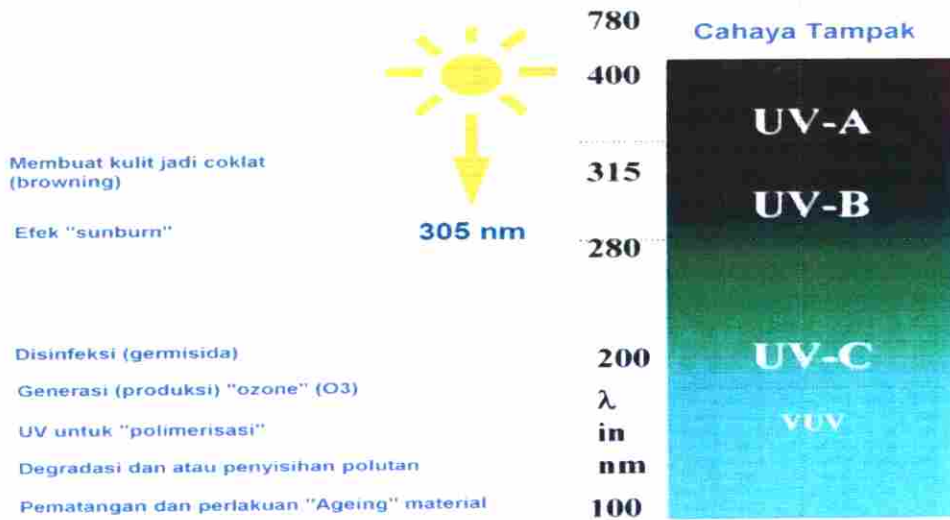 780
Cahaya Tampak
400
UV-A
Membuat kulit jadi coklat
(browning)
315
UV-B
Efek "sunburn"
305 nm
280
Disinfeksi (germisida)
200
UV-C
Generasi (produksi) "ozone" (O3)
λ
UV untuk "polimerisasi"
in
VUV
Degradasi dan atau penyisihan polutan
nm
Pematangan dan perlakuan "Ageing" material
100